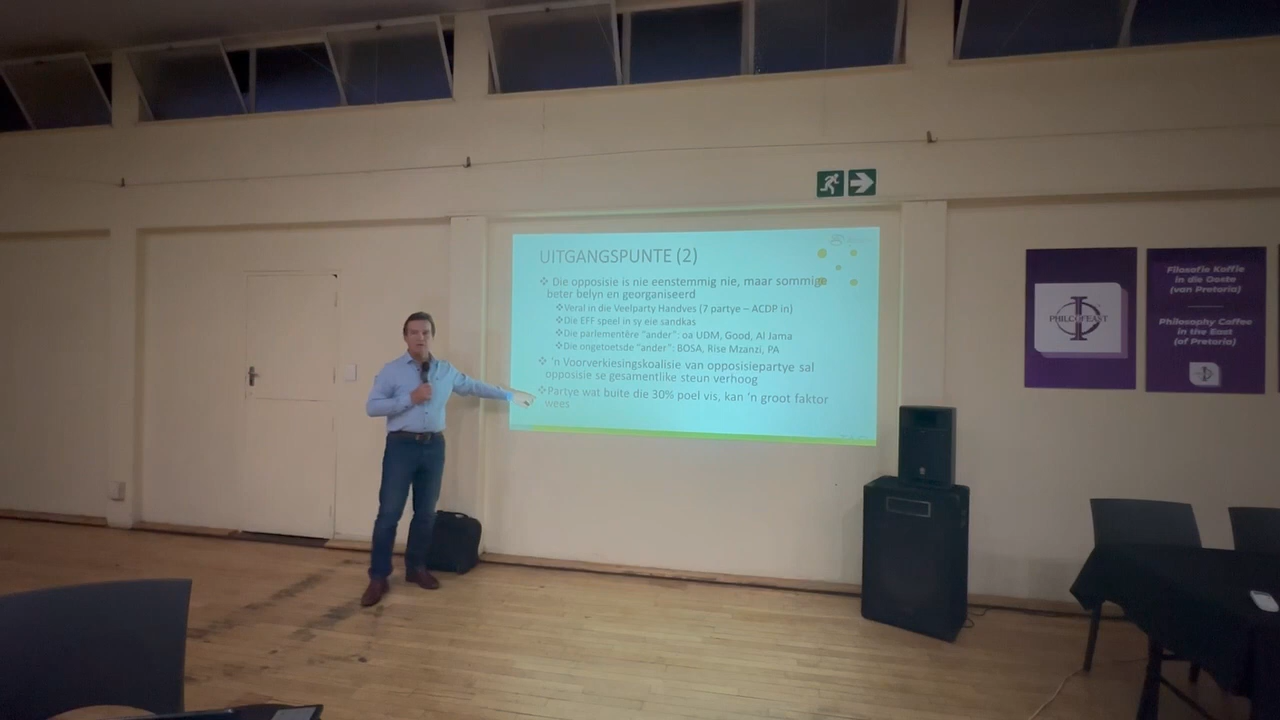 UITGANGSPUNTE (2)
Die opposisie is nie eenstemmig nie, maar sommige
beter belyn en georganiseerd
Veral in die Veelparty Handves (7 partye – ACDP in)
Die EFF speel in sy eie sandkas
Die parlementêre "ander": oa UDM, Good, Al Jama
Die ongetoetsde "ander": BOSA, Rise Mzanzi, PA
'n Voorverkiesingskoalisie van opposisiepartye sal
opposisie se gesamentlike steun verhoog
Partye wat buite die 30% poel vis, kan 'n groot faktor
wees
PHIL OF EAST
Filosofie Koffie
in die Ooste
(van Pretoria)
Philosophy Coffee
in the East
(of Pretoria)